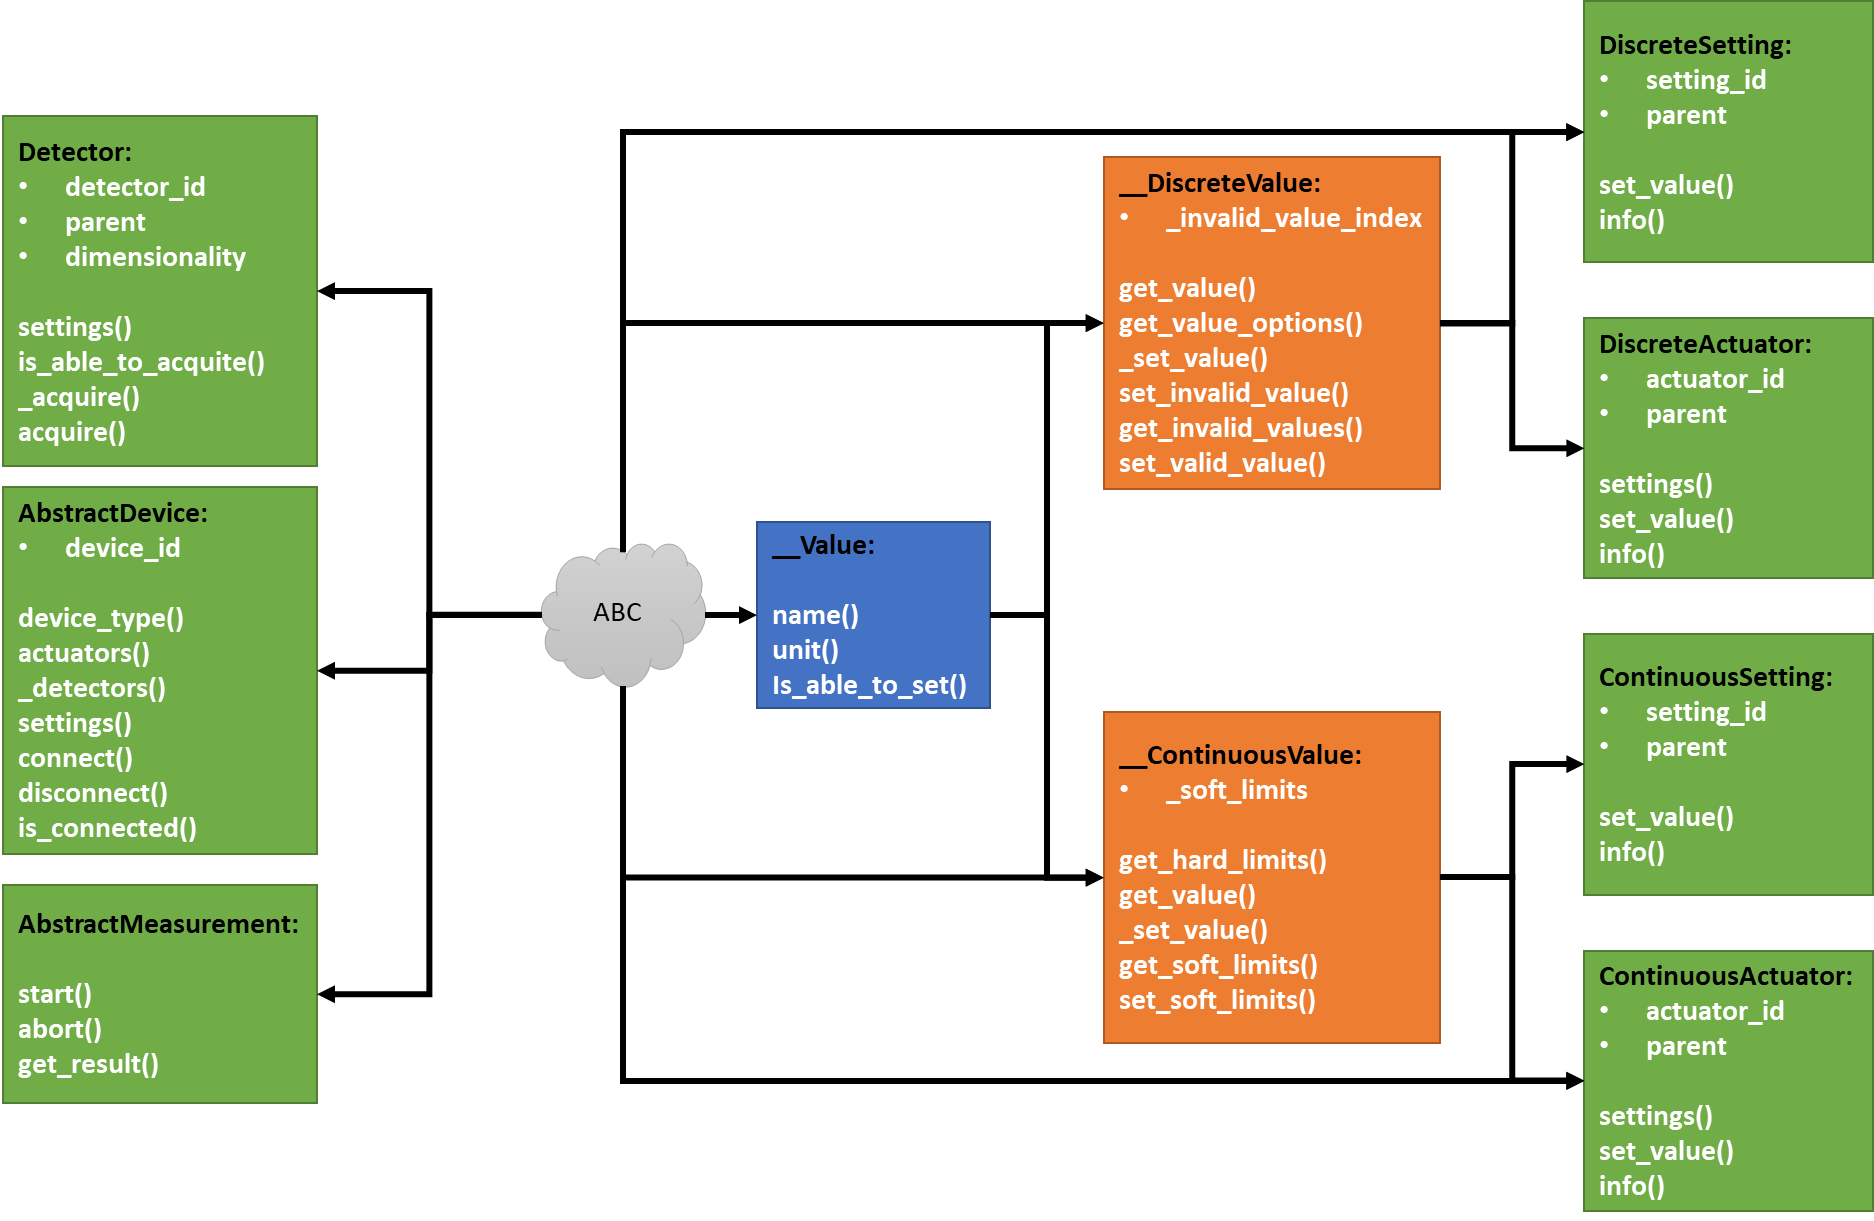 Detector:
• detector_id
• parent
• dimensionality
settings()
is_able_to_acquite()
_acquire()
acquire()
AbstractDevice:
• device_id
device_type()
actuators()
_detectors()
settings()
connect()
disconnect()
is_connected()
AbstractMeasurement:
start()
abort()
get_result()
ABC
__Value:
name()
unit()
Is_able_to_set()
__DiscreteValue:
• _invalid_value_index
get_value()
get_value_options()
_set_value()
set_invalid_value()
get_invalid_values()
set_valid_value()
__ContinuousValue:
• _soft_limits
get_hard_limits()
get_value()
_set_value()
get_soft_limits()
set_soft_limits()
DiscreteSetting:
• setting_id
• parent
set_value()
info()
DiscreteActuator:
• actuator_id
• parent
settings()
set_value()
info()
ContinuousSetting:
• setting_id
• parent
set_value()
info()
ContinuousActuator:
• actuator_id
• parent
settings()
set_value()
info()